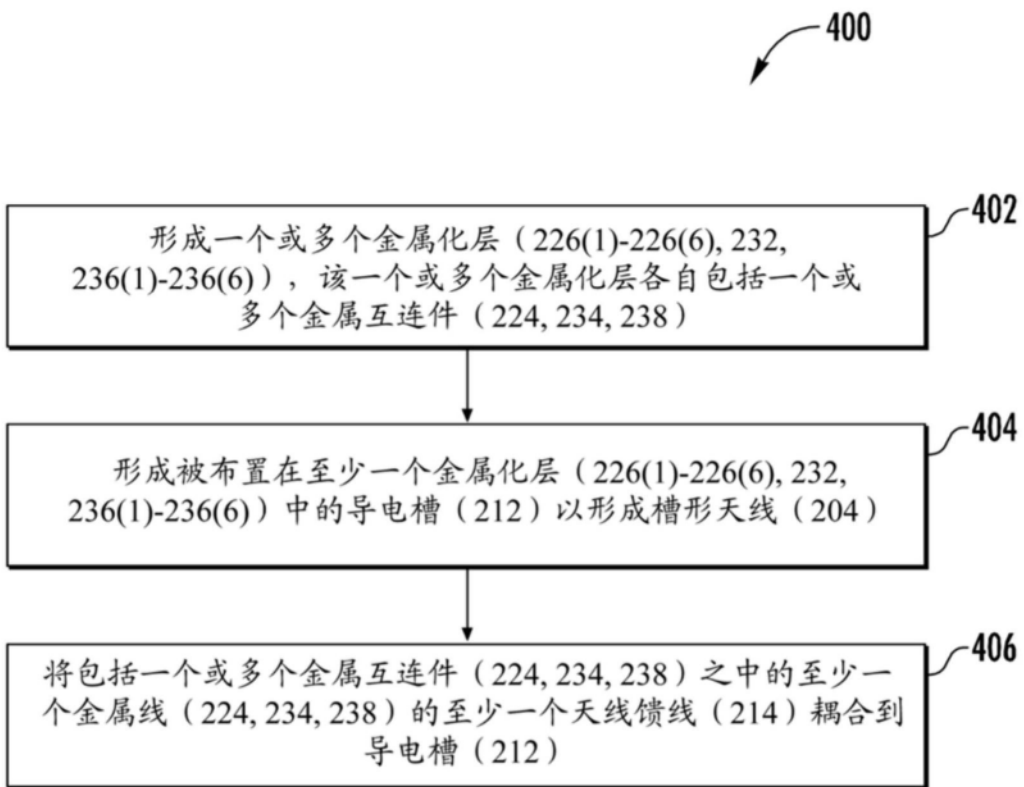 400
402
形成一个或多个金属化层（226(1)-226(6), 232,
236(1)-236(6)），该一个或多个金属化层各自包括一个或
多个金属互连件（224, 234, 238）
404
形成被布置在至少一个金属化层（226(1)-226(6), 232,
236(1)-236(6)）中的导电槽（212）以形成槽形天线（204）
406
将包括一个或多个金属互连件（224, 234, 238）之中的至少一
个金属线（224, 234, 238）的至少一个天线馈线（214）耦合到
导电槽（212）